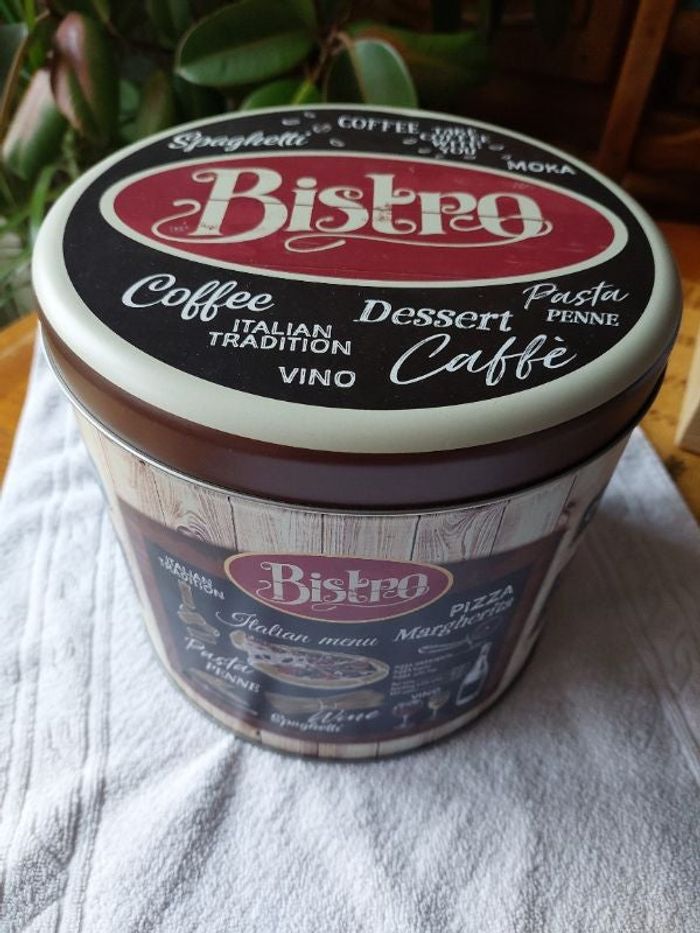 Spaghetti
COFFEE
MOKA
Bistro
Coffee
ITALIAN
TRADITION
VINO
Dessert
Caffè
Pasta
PENNE
ITALIAN
TRADITION
Bistro
Italian menu
PIZZA
Margherita
Pasta
PENNE
VINO
Wine
Spaghetti